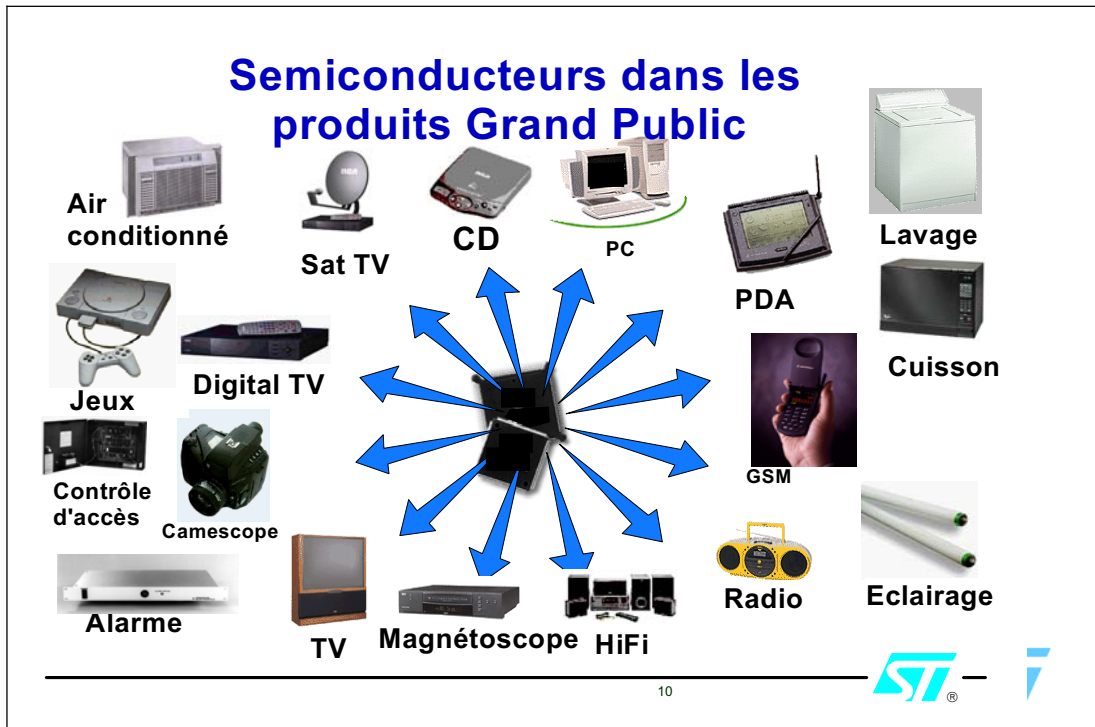 Semiconducteurs dans les
produits Grand Public
Air
conditionné
Sat TV
CD
PC
PDA
Lavage
Cuisson
Jeux
Digital TV
GSM
Contrôle
d'accès
Camescope
Alarme
TV
Magnétoscope
HiFi
Radio
Eclairage
10
ST®